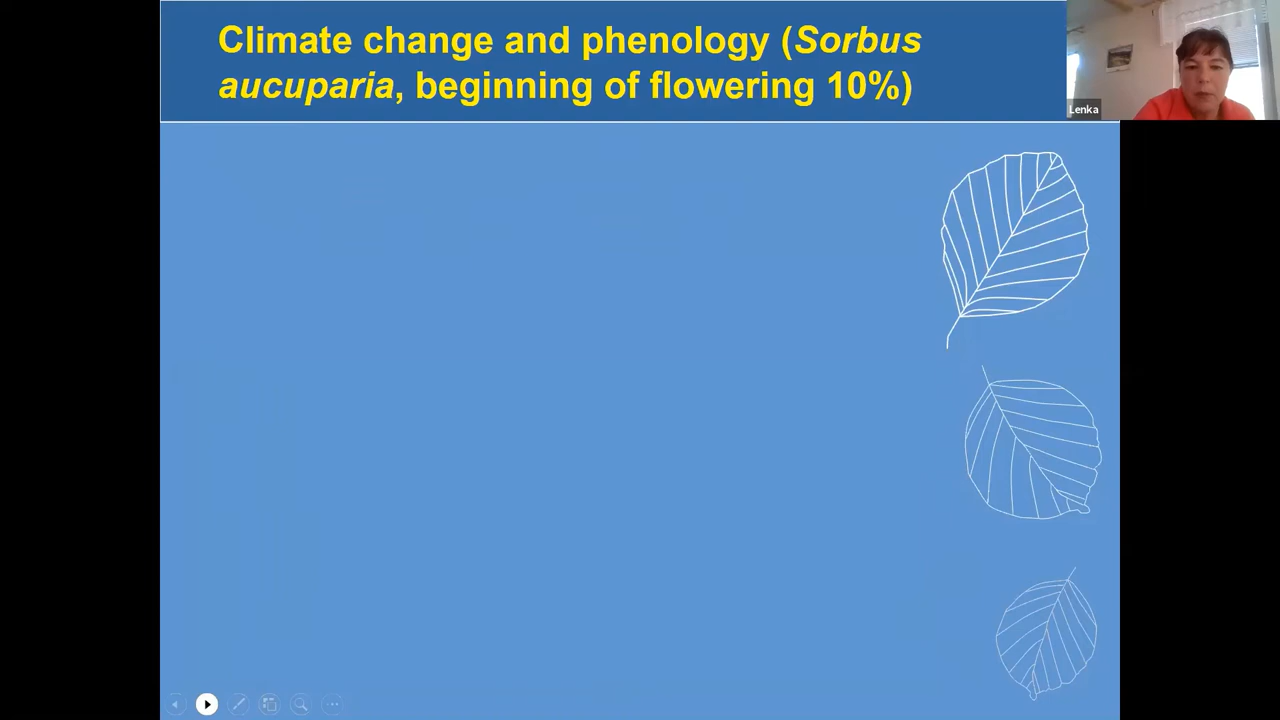 Climate change and phenology (Sorbus
aucuparia, beginning of flowering 10%)
Lenka